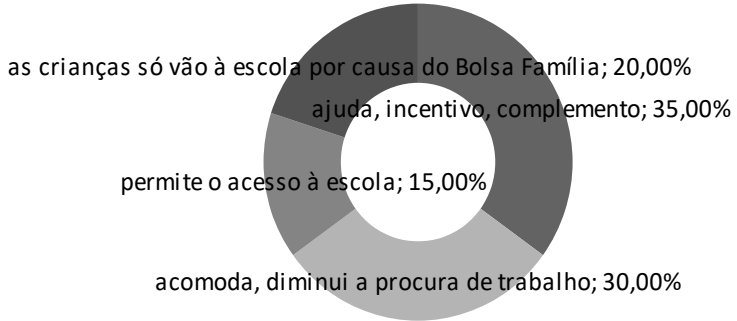 as crianças só vão à escola por causa do Bolsa Família; 20,00%
ajuda, incentivo, complemento; 35,00%
permite o acesso à escola; 15,00%
acomoda, diminui a procura de trabalho; 30,00%